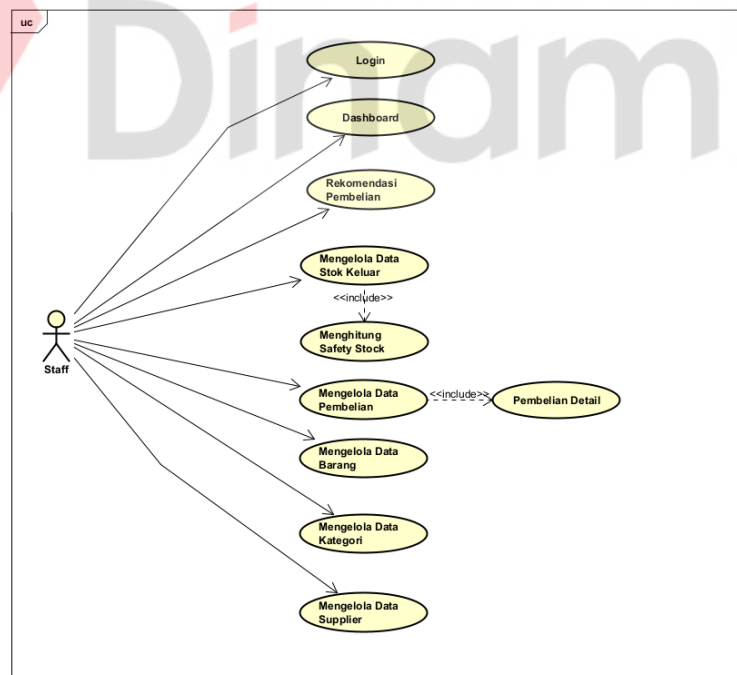 uc
Dinam
Login
Dashboard
Rekomendasi
Pembelian
Mengelola Data
Stok Keluar
<<include>>
Menghitung
Safety Stock
Staff
Mengelola Data
Pembelian
<<include>>
Pembelian Detail
Mengelola Data
Barang
Mengelola Data
Kategori
Mengelola Data
Supplier